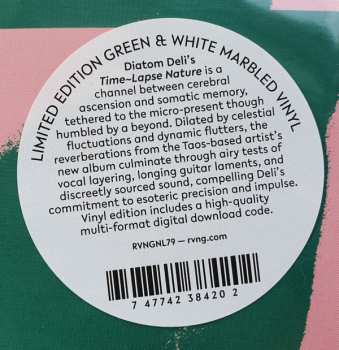 LIMITED EDITION GREEN & WHITE MARBLED VINYL
Diatom Deli's
Time-Lapse Nature is a
channel between cerebral
ascension and somatic memory,
tethered to the micro-present though
humbled by a beyond. Dilated by celestial
fluctuations and dynamic flutters, the
reverberations from the Taos-based artist's
new album culminate through airy tests of
vocal layering, longing guitar laments, and
discreetly sourced sound, compelling Deli's
commitment to esoteric precision and impulse.
Vinyl edition includes a high-quality
multi-format digital download code.
RVNGNL79 — rvng.com
7 47742 38420 2